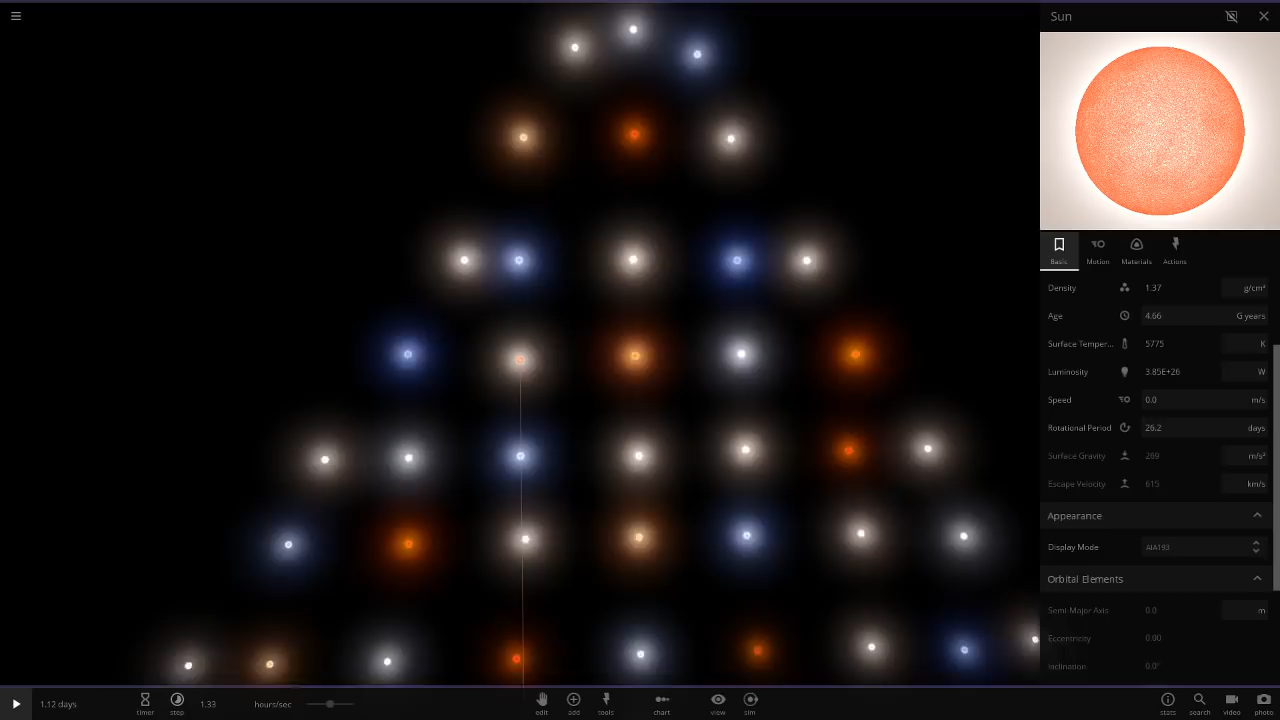 Sun
Basic Motion Materials Actions
Density 1.37 g/cm³
Age 4.66 G years
Surface Temper... 5775 K
Luminosity 3.85E+26 W
Speed 0.0 m/s
Rotational Period 26.2 days
Surface Gravity 269 m/s²
Escape Velocity 615 km/s
Appearance
Display Mode AIA193
Orbital Elements
Semi-Major Axis 0.0 m
Eccentricity 0.00
Inclination 0.0°
1.12 days timer step 1.33 hours/sec edit add tools chart view sim stats search video photo